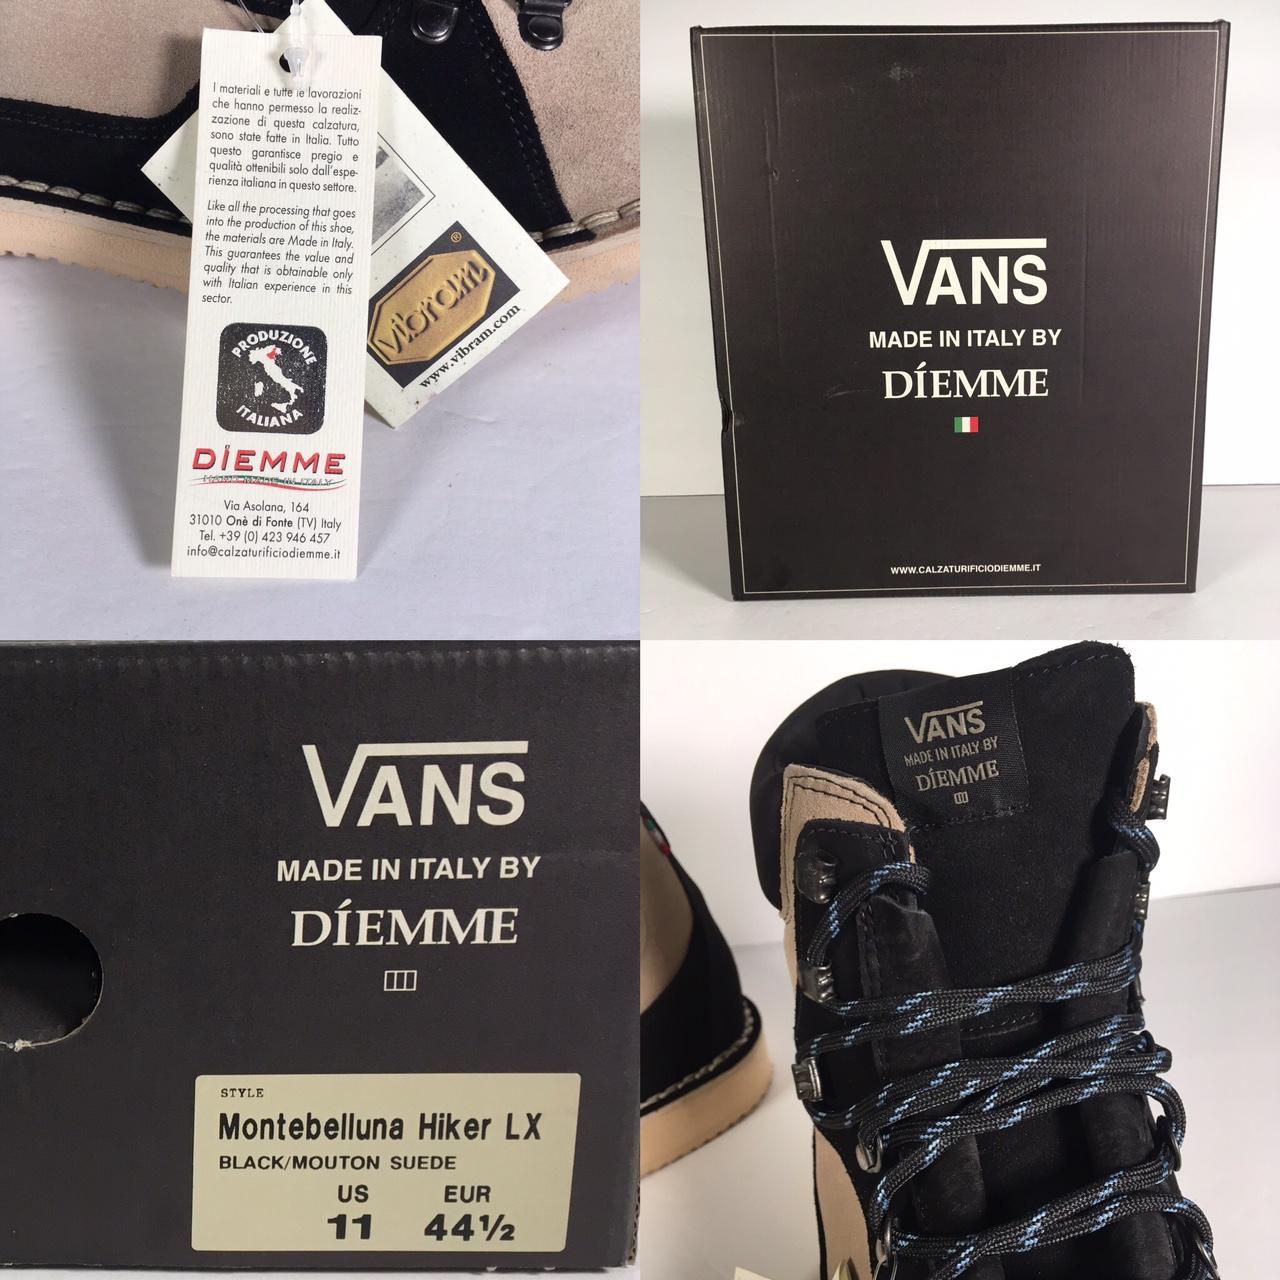 I materiali e tutte le lavorazioni
che hanno permesso la realiz-
zazione di questa calzatura,
sono state fatte in Italia. Tutto
questo garantisce pregio e
qualità ottenibili solo dall'espe-
rienza italiana in questo settore.
Like all the processing that goes
into the production of this shoe,
the materials are Made in Italy.
This guarantees the value and
quality that is obtainable only
with Italian experience in this
sector.
PRODUZIONE
ITALIANA
DIEMME
HAND MADE IN ITALY
Via Asolana, 164
31010 Onè di Fonte (TV) Italy
Tel. +39 (0) 423 946 457
info@calzaturificiodiemme.it
®
vibram
www.vibram.com
VANS
MADE IN ITALY BY
DÍEMME
WWW.CALZATURIFICIODIEMME.IT
VANS
MADE IN ITALY BY
DÍEMME
STYLE
Montebelluna Hiker LX
BLACK/MOUTON SUEDE
US EUR
11 44½
VANS
MADE IN ITALY BY
DÍEMME